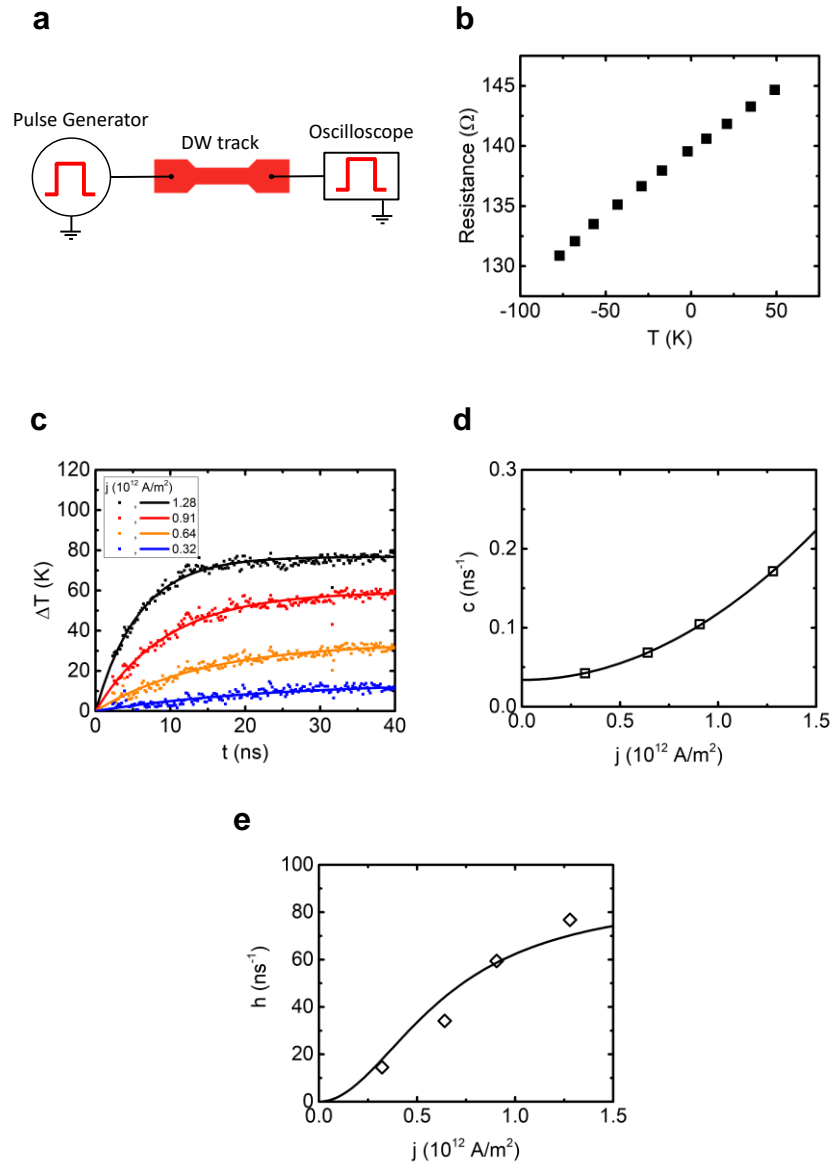 a
Pulse Generator
DW track
Oscilloscope
b
Resistance (Ω)
145
140
135
130
-100 -50 0 50
T (K)
c
ΔT (K)
120
100
80
60
40
20
0
j (10¹² A/m²)
, 1.28
, 0.91
, 0.64
, 0.32
0 10 20 30 40
t (ns)
d
c (ns⁻¹)
0.3
0.2
0.1
0.0
0.0 0.5 1.0 1.5
j (10¹² A/m²)
e
h (ns⁻¹)
100
80
60
40
20
0
0.0 0.5 1.0 1.5
j (10¹² A/m²)